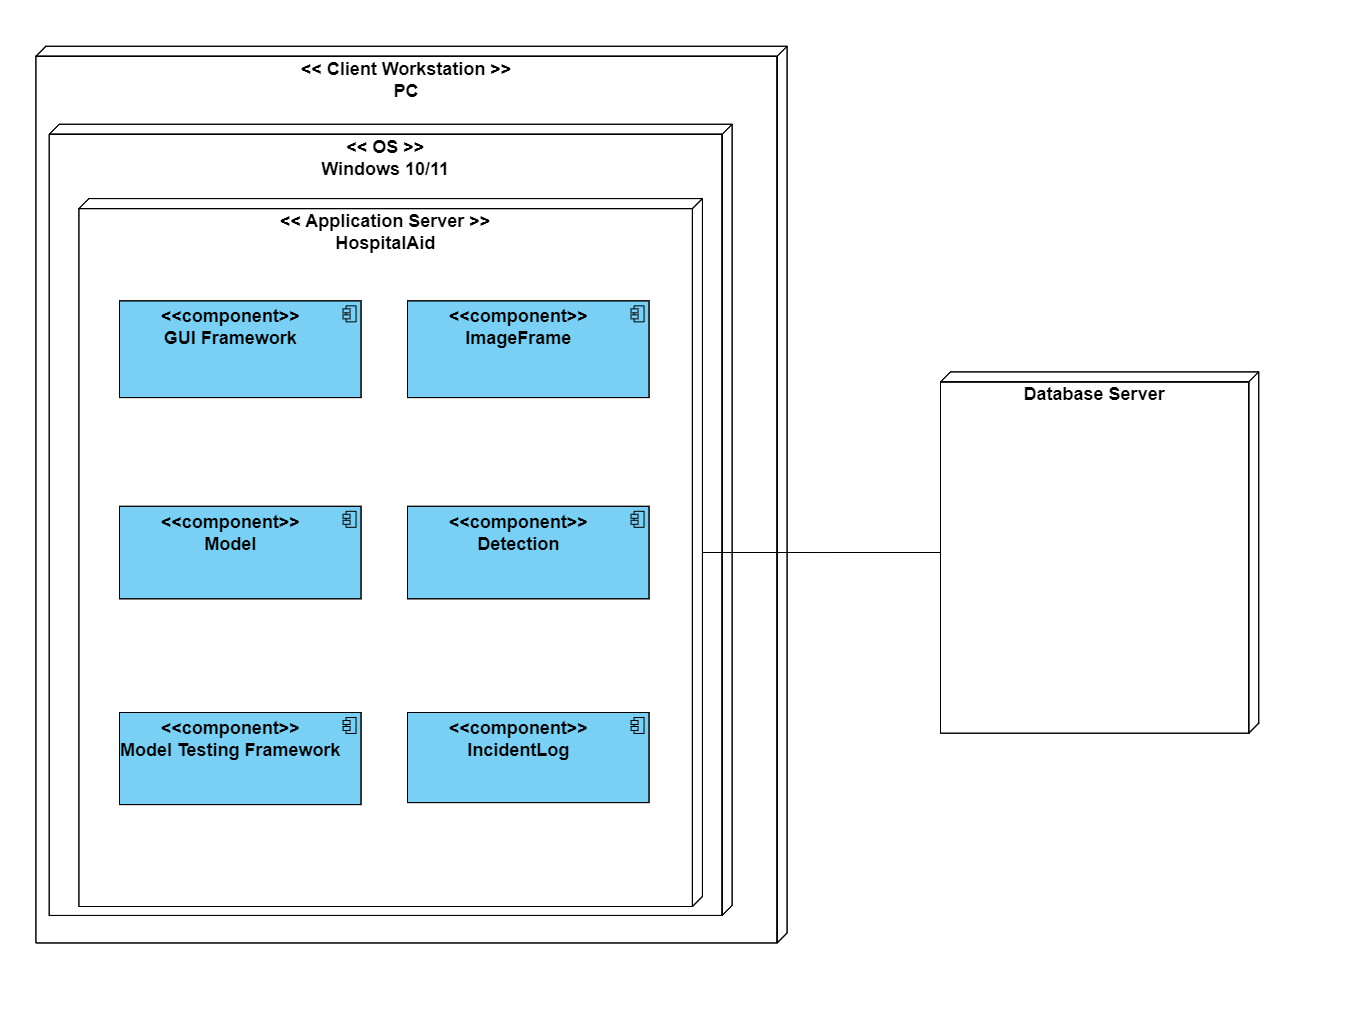 << Client Workstation >>
PC
<< OS >>
Windows 10/11
<< Application Server >>
HospitalAid
<<component>>
GUI Framework
<<component>>
ImageFrame
Database Server
<<component>>
Model
<<component>>
Detection
<<component>>
Model Testing Framework
<<component>>
IncidentLog